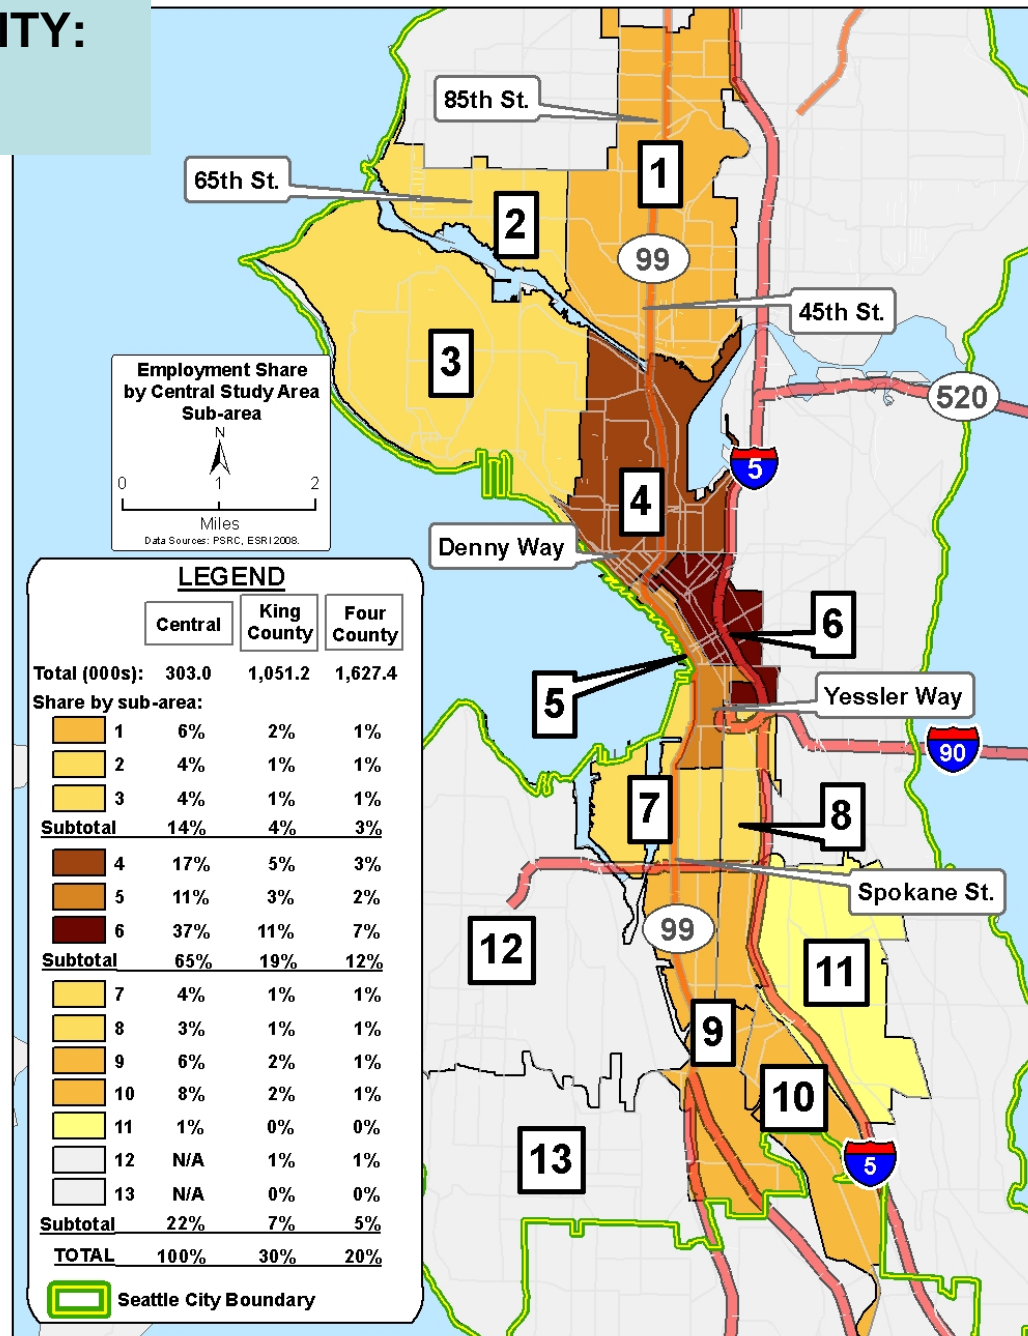 ITY:
85th St.
1
65th St.
2
99
45th St.
3
Employment Share
by Central Study Area
Sub-area
N
0 1 2
Miles
Data Sources: PSRC, ESRI 2008.
520
5
4
Denny Way
6
5
Yessler Way
90
7
8
Spokane St.
99
12
11
9
10
13
5
LEGEND
Central King County Four County
Total (000s): 303.0 1,051.2 1,627.4
Share by sub-area:
1 6% 2% 1%
2 4% 1% 1%
3 4% 1% 1%
Subtotal 14% 4% 3%
4 17% 5% 3%
5 11% 3% 2%
6 37% 11% 7%
Subtotal 65% 19% 12%
7 4% 1% 1%
8 3% 1% 1%
9 6% 2% 1%
10 8% 2% 1%
11 1% 0% 0%
12 N/A 1% 1%
13 N/A 0% 0%
Subtotal 22% 7% 5%
TOTAL 100% 30% 20%
Seattle City Boundary